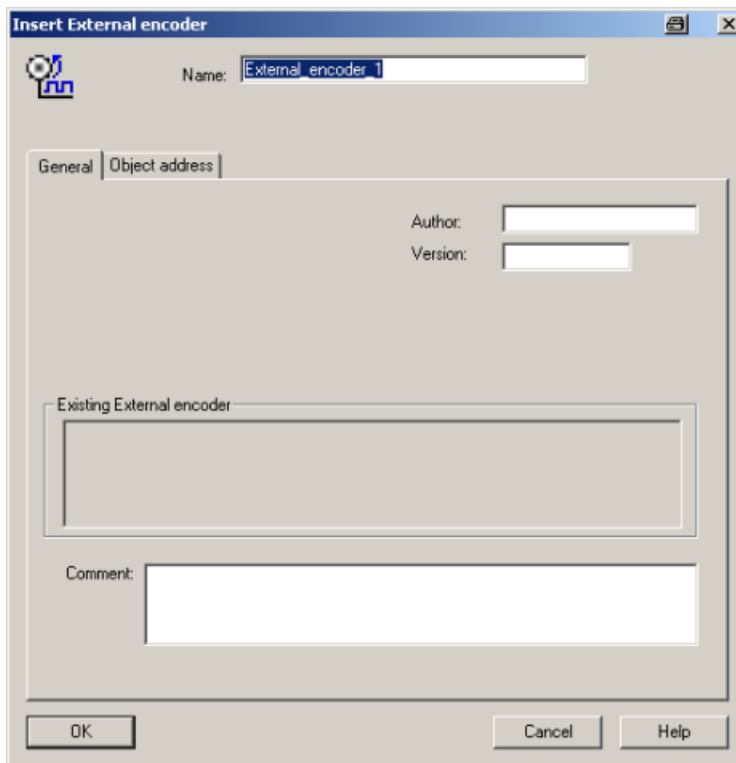 Insert External encoder
Name: External_encoder_1
General Object address
Author:
Version:
Existing External encoder
Comment:
OK Cancel Help